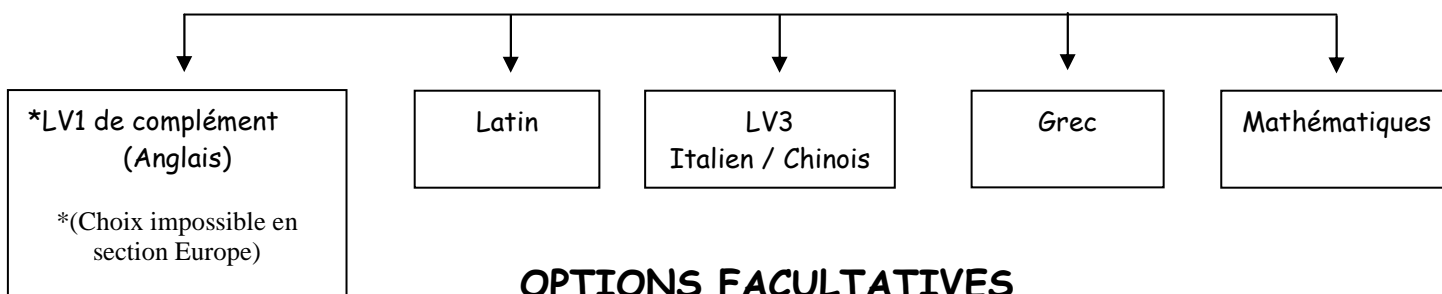 *LV1 de complément
(Anglais)
*(Choix impossible en
section Europe)
Latin
LV3
Italien / Chinois
Grec
Mathématiques
OPTIONS FACULTATIVES